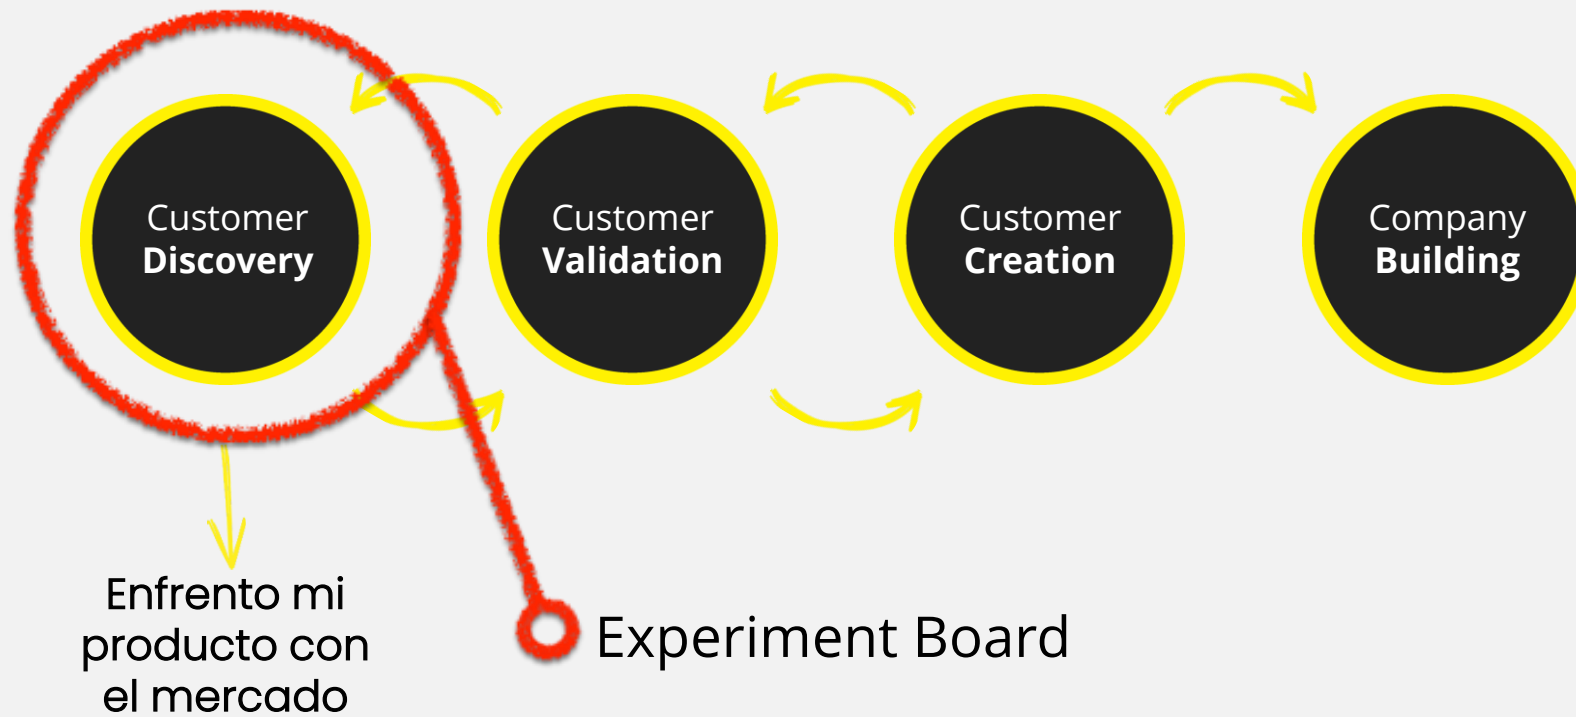 Customer
Discovery
Customer
Validation
Customer
Creation
Company
Building
Enfrento mi
producto con
el mercado
Experiment Board